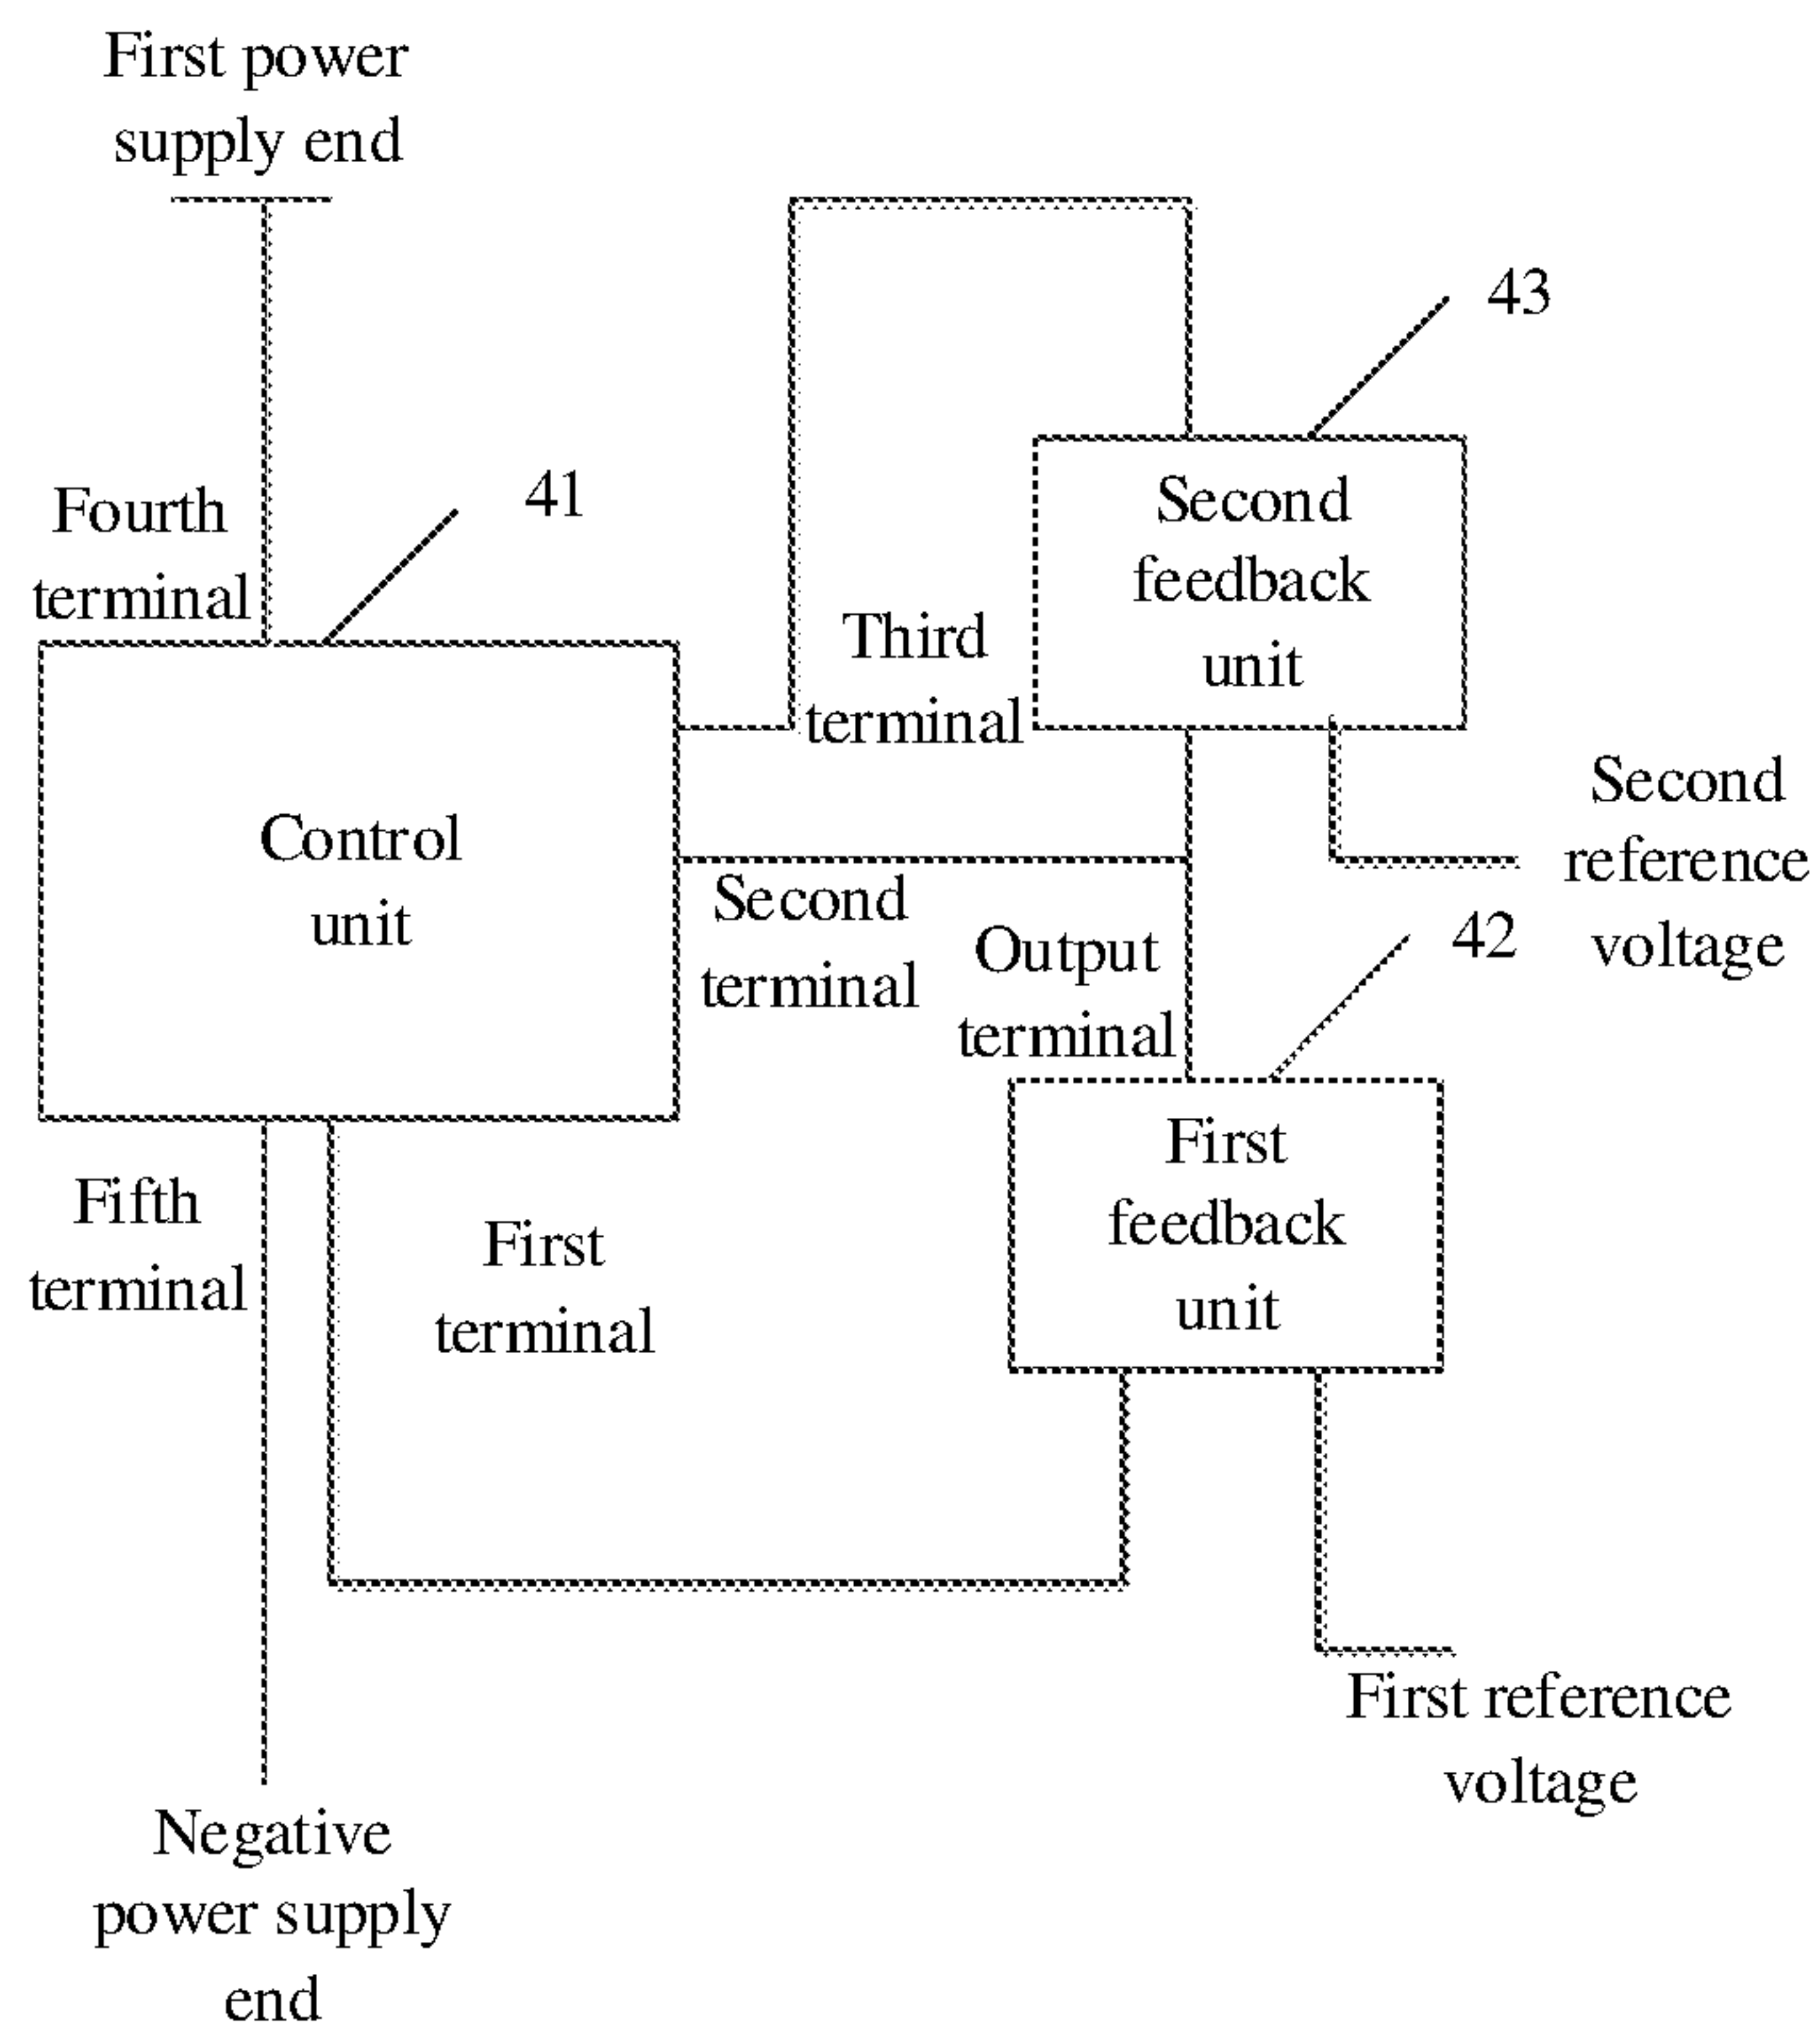 First power
supply end
43
41
Fourth
terminal
Second
feedback
unit
Third
terminal
Control
unit
Second
reference
voltage
Second
terminal
Output
terminal
42
First
feedback
unit
Fifth
terminal
First
terminal
First reference
voltage
Negative
power supply
end